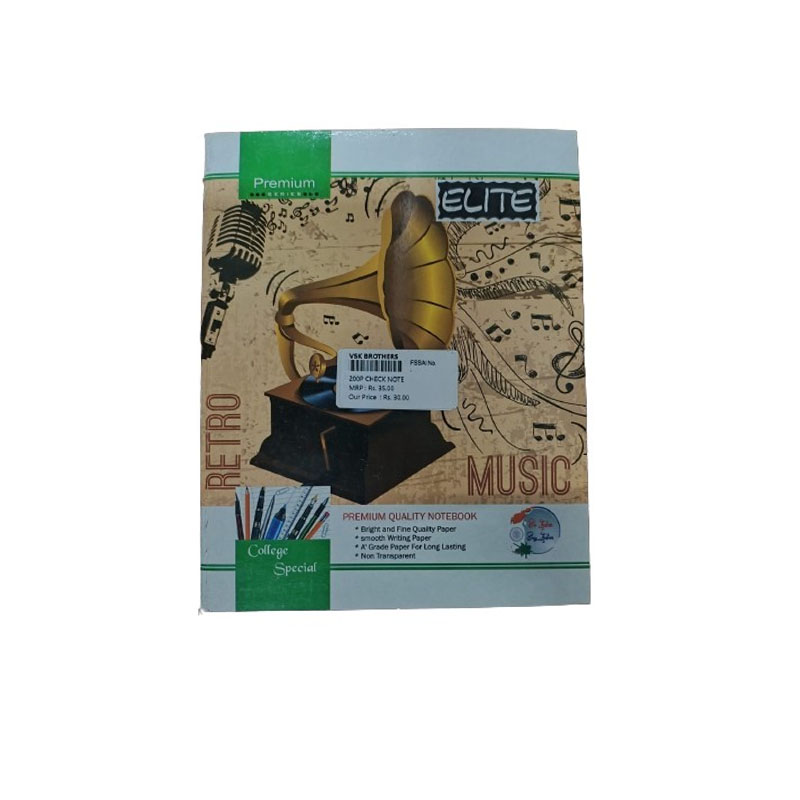 Premium
SERIES
ELITE
VSK BROTHERS
FSSAI No.
200P CHECK NOTE
MRP : Rs. 35.00
Our Price : Rs. 30.00
RETRO
MUSIC
PREMIUM QUALITY NOTEBOOK
* Bright and Fine Quality Paper
* smooth Writing Paper
* A' Grade Paper For Long Lasting
* Non Transparent
College
Special